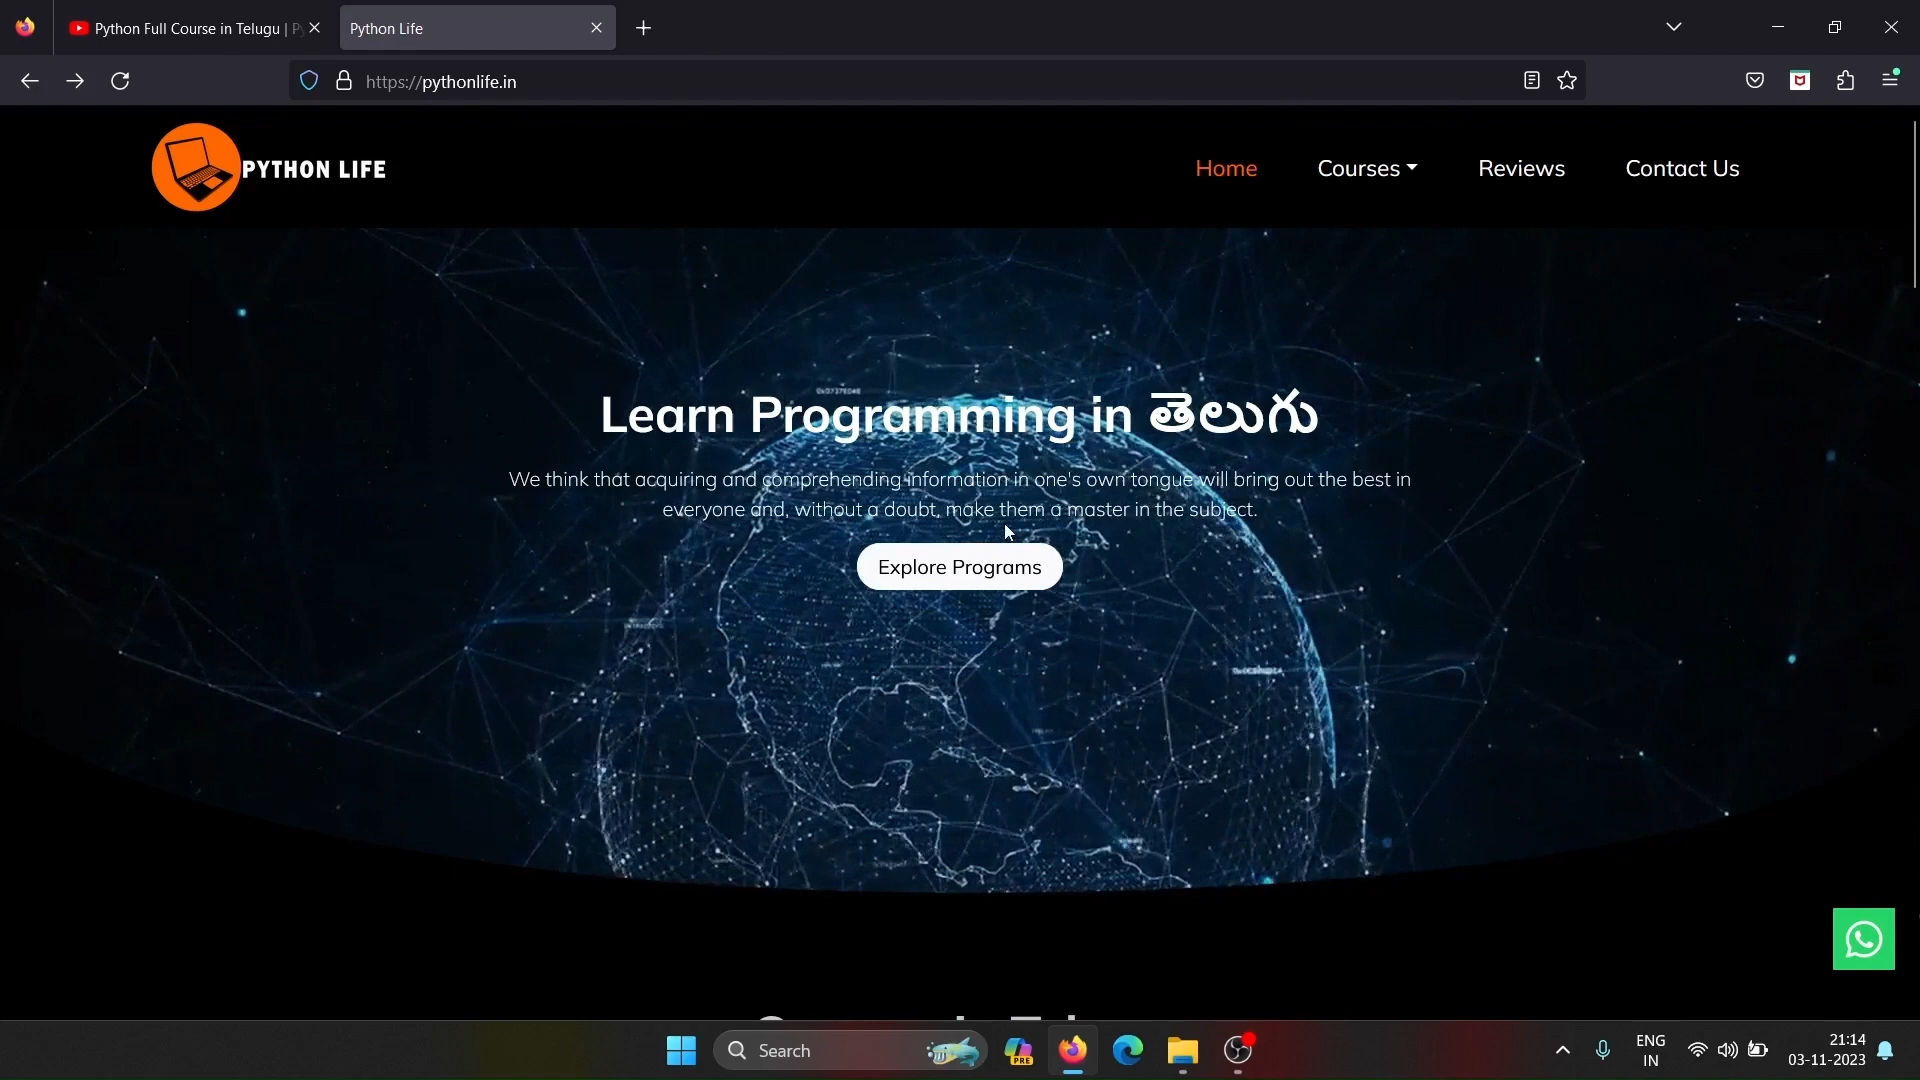 Python Full Course in Telugu |
Python Life
https://pythonlife.in
PYTHON LIFE
Home
Courses
Reviews
Contact Us
Learn Programming in తెలుగు
We think that acquiring and comprehending information in one's own tongue will bring out the best in
everyone and, without a doubt, make them a master in the subject.
Explore Programs
Search
PRE
ENG
IN
21:14
03-11-2023